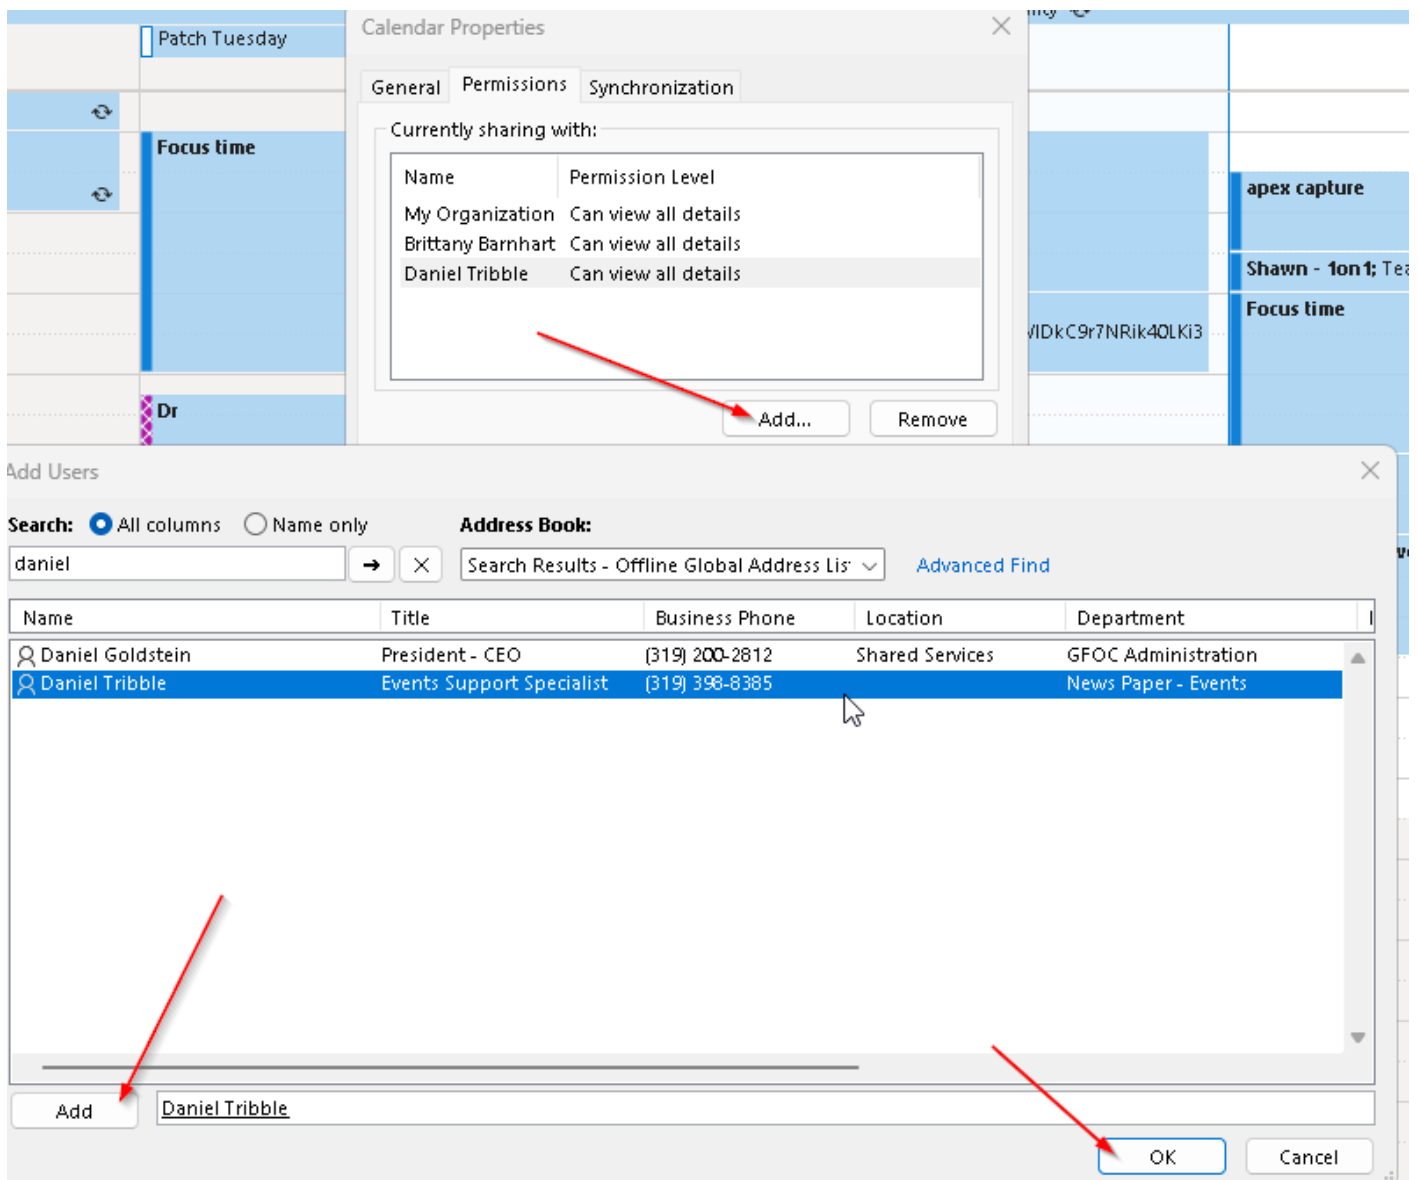 Patch Tuesday
Calendar Properties
General Permissions Synchronization
Currently sharing with:
Focus time
Name Permission Level
My Organization Can view all details
Brittany Barnhart Can view all details
Daniel Tribble Can view all details
apex capture
Shawn - 1on1;
Focus time
Dr
Add... Remove
Add Users
Search: All columns Name only Address Book:
daniel Search Results - Offline Global Address Lis Advanced Find
Name Title Business Phone Location Department
Daniel Goldstein President - CEO (319) 200-2812 Shared Services GFOC Administration
Daniel Tribble Events Support Specialist (319) 398-8385 News Paper - Events
Add Daniel Tribble
OK Cancel